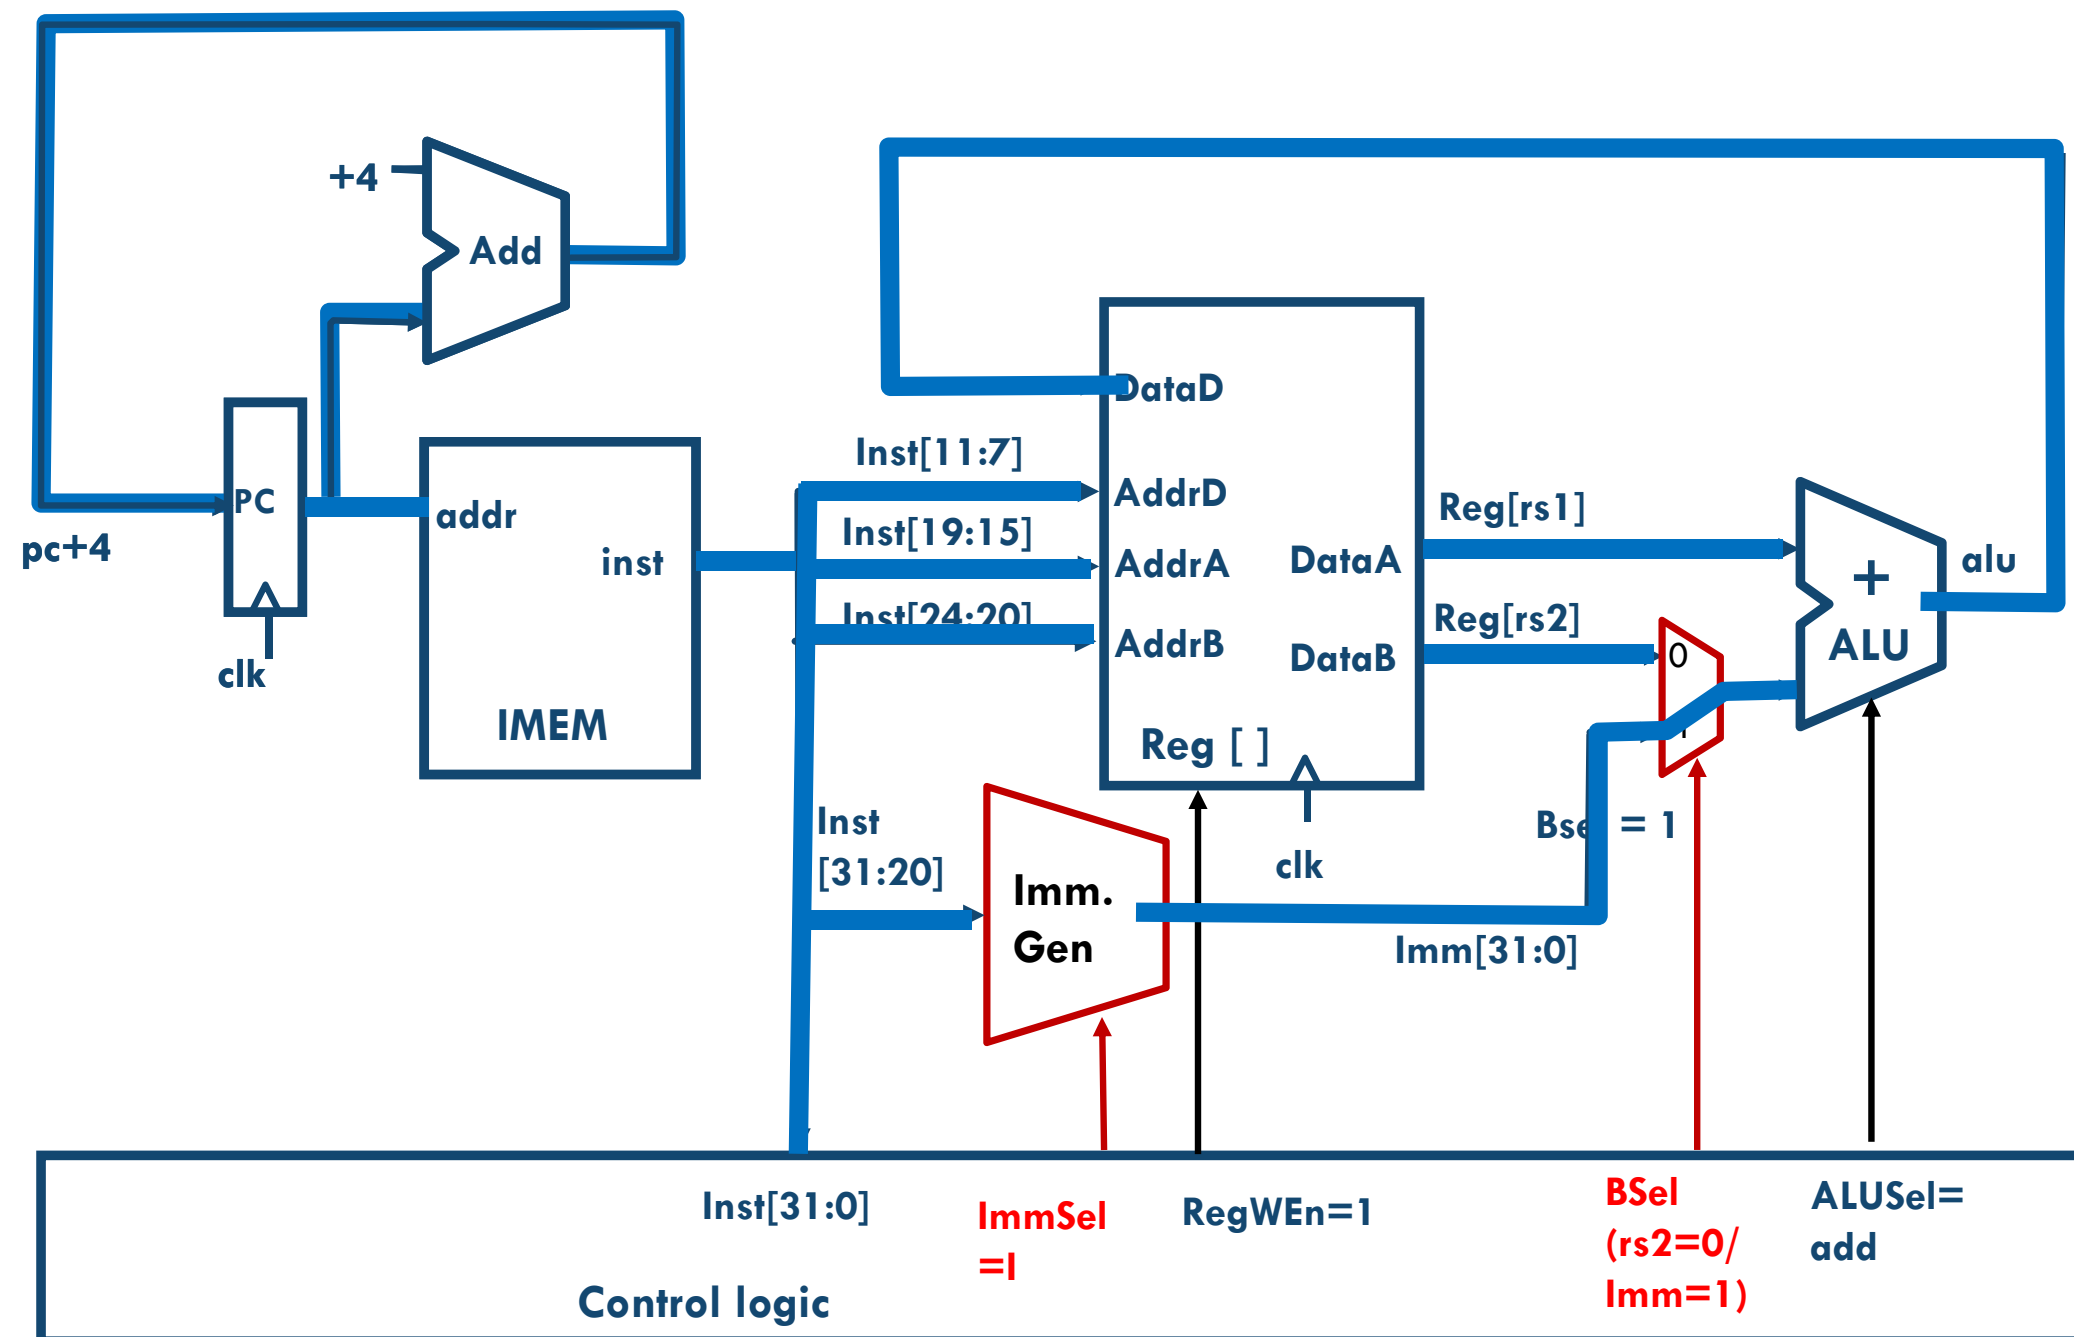 +4
Add
DataD
Inst[11:7]
PC
addr
AddrD
Reg[rs1]
pc+4
Inst[19:15]
inst
AddrA
DataA
+
alu
Inst[24:20]
Reg[rs2]
AddrB
DataB
0
ALU
clk
IMEM
Reg [ ]
Inst
[31:20]
= 1
clk
Imm.
Gen
Imm[31:0]
Inst[31:0]
ImmSel
=I
RegWEn=1
BSel
(rs2=0/
Imm=1)
ALUSel=
add
Control logic